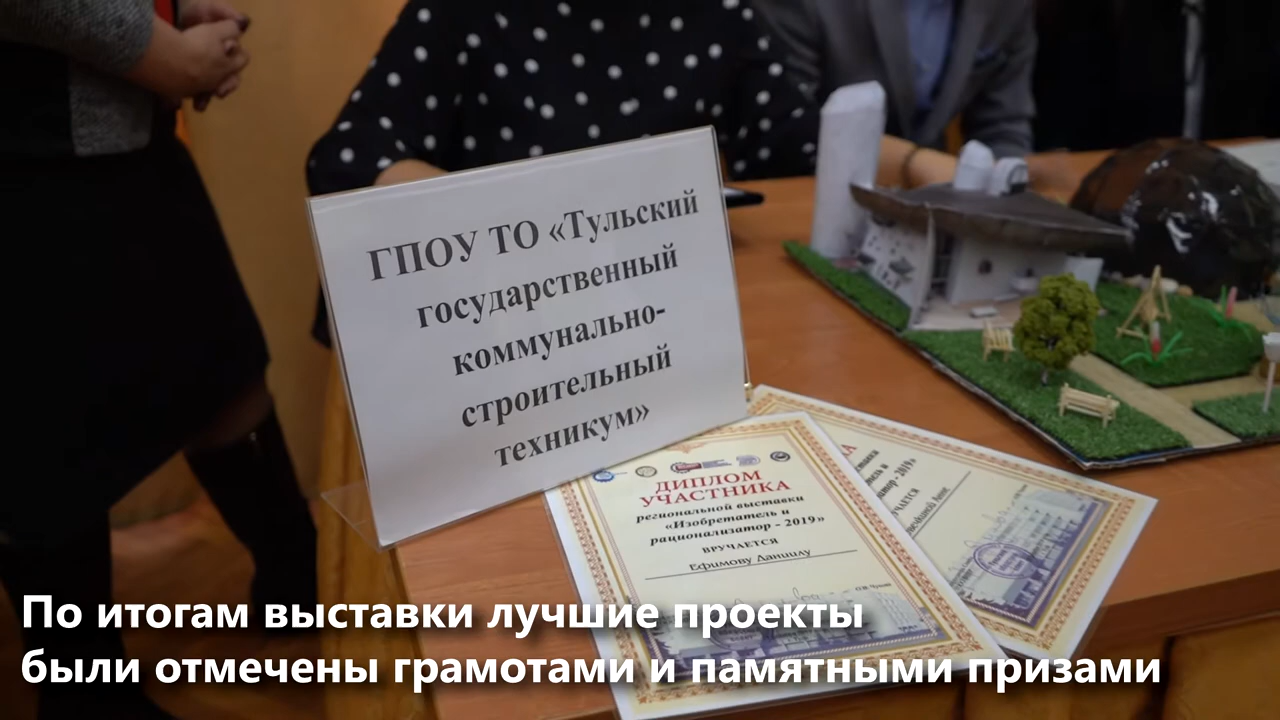 ГПОУ ТО «Тульский
государственный
коммунально-
строительный
техникум»
ДИПЛОМ
УЧАСТНИКА
региональной выставки
«Изобретатель и
рационализатор - 2019»
ВРУЧАЕТСЯ
Ефимову Даниилу
По итогам выставки лучшие проекты
были отмечены грамотами и памятными призами